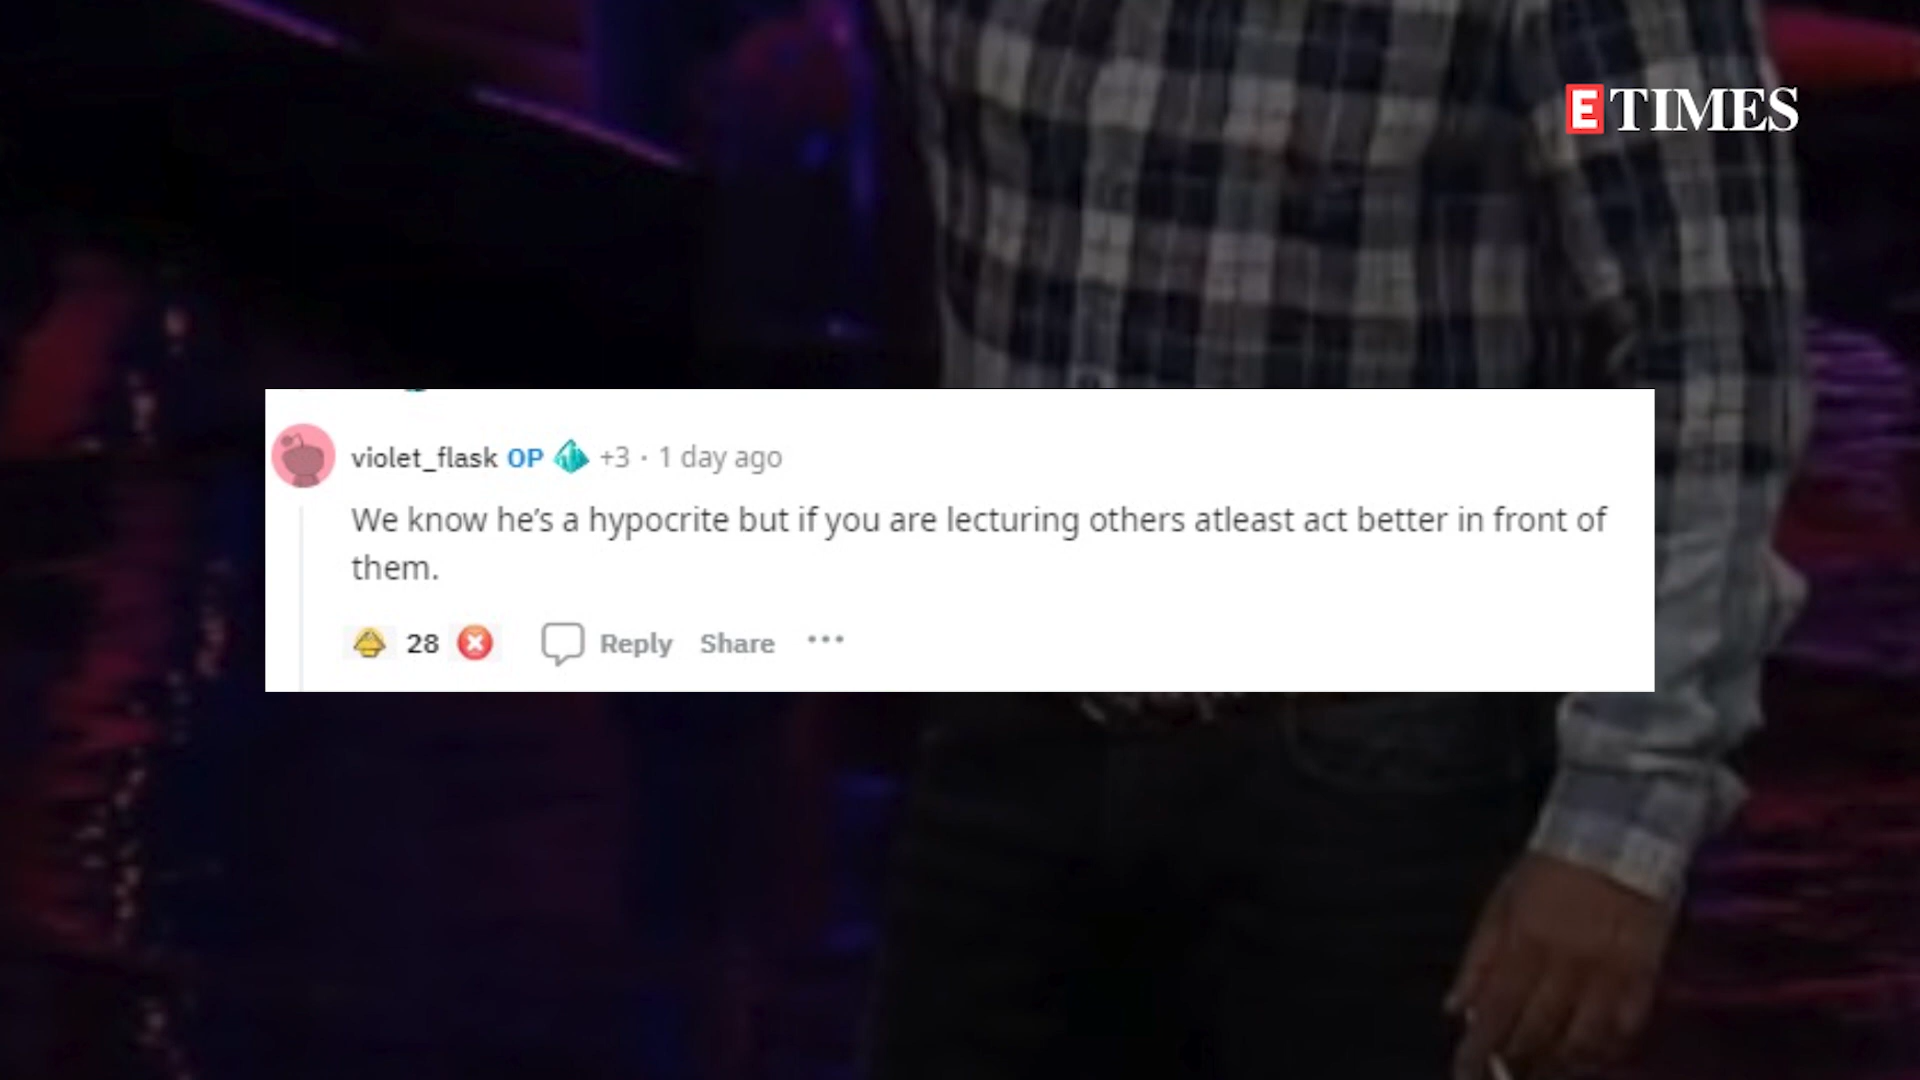 E TIMES
violet_flask OP +3 · 1 day ago
We know he's a hypocrite but if you are lecturing others atleast act better in front of
them.
28 Reply Share ...